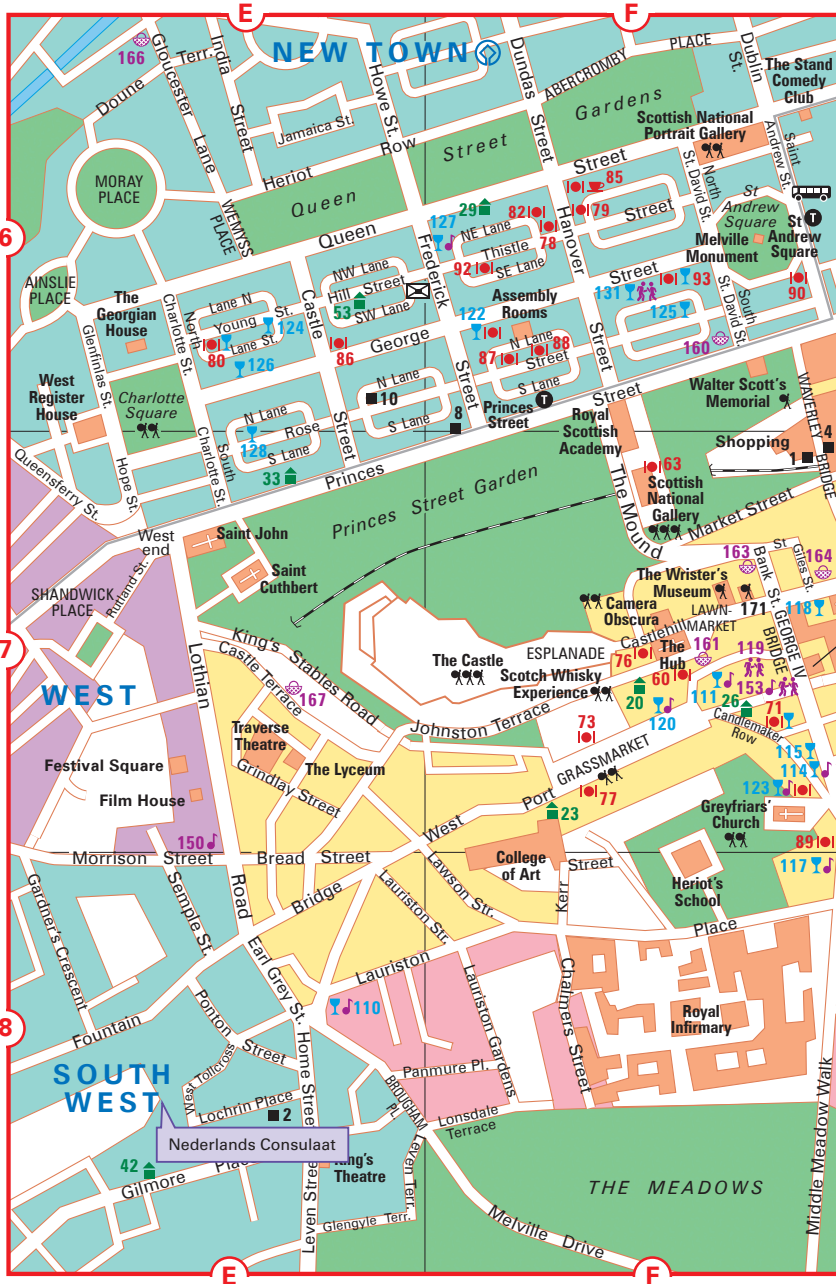 E
F
NEW TOWN
166
Doune Terr.
Gloucester Lane
India Street
Jamaica St.
Howe St.
Dundas Street
ABERCROMBY PLACE
Dublin St.
The Stand
Comedy
Club
Heriot Row
Queen Street Gardens
Scottish National
Portrait Gallery
Saint Andrew St.
North St. David St.
MORAY
PLACE
WEMYSS
PLACE
Queen Street
29
127
82
78
85
79
Hanover Street
Street
St
Andrew
Square
St
Andrew
Square
T
6
Frederick Street
NE Lane
Thistle
SE Lane
92
Melville
Monument
AINSLIE
PLACE
The
Georgian
House
NW Lane
Hill Street
SW Lane
53
Castle Street
Street
131
93
125
90
Charlotte St.
North
Lane N
Young St.
Lane St.
124
80
126
86
George Street
122
Assembly
Rooms
N Lane
88
87
S Lane
South St. David St.
160
Glenfinlas St.
West
Register
House
Charlotte
Square
N Lane
10
S Lane
8
Princes
Street
T
Walter Scott's
Memorial
WAVERLEY
BRIDGE
4
N Lane
Rose
S Lane
128
South Charlotte St.
33
Royal
Scottish
Academy
Shopping
1
Queensferry St.
Hope St.
Princes Street
Princes Street Garden
The Mound
63
Scottish
National
Gallery
Market Street
West
end
Saint John
Saint
Cuthbert
163
St Giles St.
164
Bank St.
The Wrister's
Museum
SHANDWICK
PLACE
Rutland St.
Camera
Obscura
LAWN-
MARKET
171
118
7
Lothian Road
King's Stables Road
Castle Terrace
ESPLANADE
Castlehill
76
The
Hub
161
GEORGE IV
BRIDGE
119
The Castle
Scotch Whisky
Experience
60
111
153
WEST
167
20
120
26
71
Johnston Terrace
73
Candlemaker
Row
Traverse
Theatre
The Lyceum
115
114
Festival Square
Grindlay Street
GRASSMARKET
123
Film House
West Port
77
23
Greyfriars'
Church
150
89
Morrison Street
Bread Street
College
of Art
117
Gardner's Crescent
Semple St.
Bridge
Lauriston Str.
Lawson Str.
Kerr Street
Heriot's
School
Earl Grey St.
Lauriston Place
110
Chalmers Street
Royal
Infirmary
8
Fountain
Ponton Street
Home Street
Lauriston Gardens
Panmure Pl.
SOUTH
WEST
West Tollcross
Lochrin Place
2
BROUGHAM
PL.
Lonsdale
Terrace
Middle Meadow Walk
Nederlands Consulaat
42
Gilmore Place
King's
Theatre
Leven Terr.
THE MEADOWS
Leven Street
Glengyle Terr.
Melville Drive
E
F